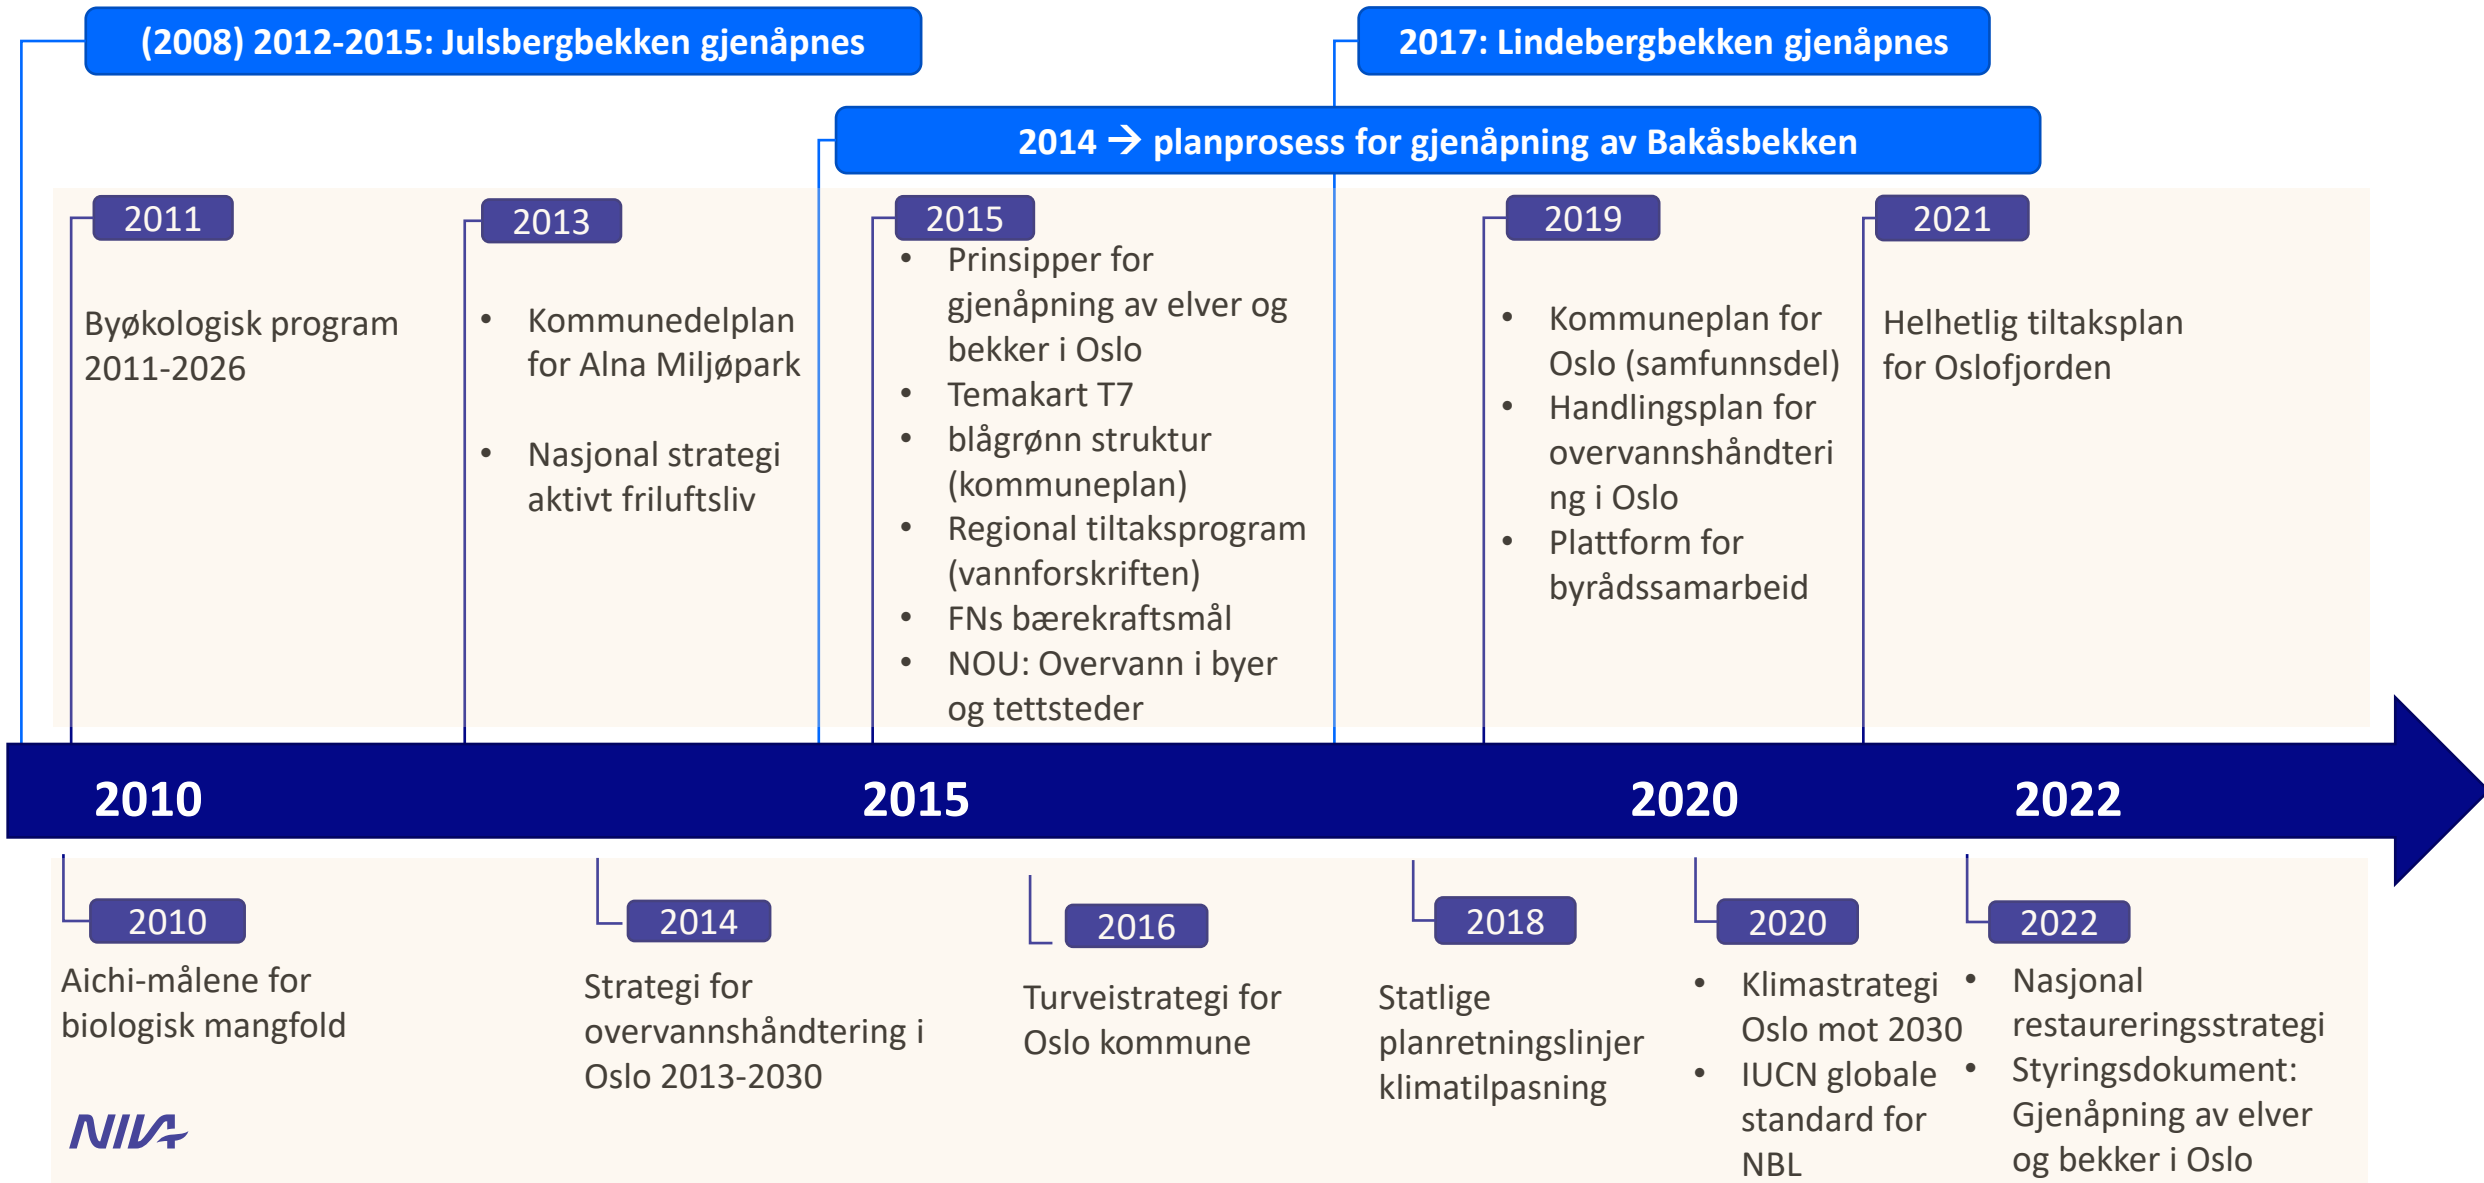 (2008) 2012-2015: Julsbergbekken gjenåpnes
2017: Lindebergbekken gjenåpnes
2014 → planprosess for gjenåpning av Bakåsbekken
2011
Byøkologisk program
2011-2026
2013
• Kommunedelplan
for Alna Miljøpark
• Nasjonal strategi
aktivt friluftsliv
2015
• Prinsipper for
gjenåpning av elver og
bekker i Oslo
• Temakart T7
• blågrønn struktur
(kommuneplan)
• Regional tiltaksprogram
(vannforskriften)
• FNs bærekraftsmål
• NOU: Overvann i byer
og tettsteder
2019
• Kommuneplan for
Oslo (samfunnsdel)
• Handlingsplan for
overvannshåndteri
ng i Oslo
• Plattform for
byrådssamarbeid
2021
Helhetlig tiltaksplan
for Oslofjorden
2010
2015
2020
2022
2010
Aichi-målene for
biologisk mangfold
2014
Strategi for
overvannshåndtering i
Oslo 2013-2030
2016
Turveistrategi for
Oslo kommune
2018
Statlige
planretningslinjer
klimatilpasning
2020
• Klimastrategi
Oslo mot 2030
• IUCN globale
standard for
NBL
2022
• Nasjonal
restaureringsstrategi
• Styringsdokument:
Gjenåpning av elver
og bekker i Oslo
NIVA